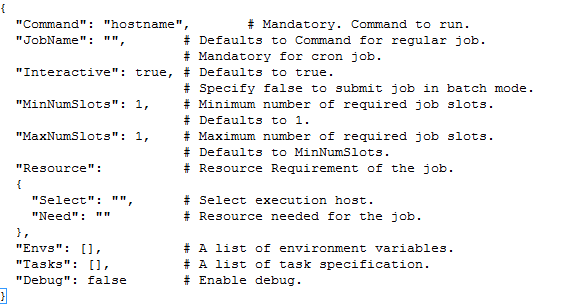 {
  "Command": "hostname",       # Mandatory. Command to run.
  "JobName": "",       # Defaults to Command for regular job.
                       # Mandatory for cron job.
  "Interactive": true, # Defaults to true.
                       # Specify false to submit job in batch mode.
  "MinNumSlots": 1,    # Minimum number of required job slots.
                       # Defaults to 1.
  "MaxNumSlots": 1,    # Maximum number of required job slots.
                       # Defaults to MinNumSlots.
  "Resource":          # Resource Requirement of the job.
  {
    "Select": "",      # Select execution host.
    "Need": ""         # Resource needed for the job.
  },
  "Envs": [],          # A list of environment variables.
  "Tasks": [],         # A list of task specification.
  "Debug": false       # Enable debug.
}